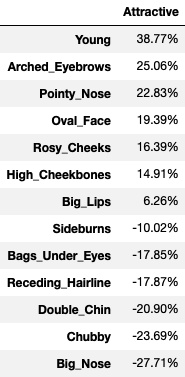 Attractive
Young 38.77%
Arched_Eyebrows 25.06%
Pointy_Nose 22.83%
Oval_Face 19.39%
Rosy_Cheeks 16.39%
High_Cheekbones 14.91%
Big_Lips 6.26%
Sideburns -10.02%
Bags_Under_Eyes -17.85%
Receding_Hairline -17.87%
Double_Chin -20.90%
Chubby -23.69%
Big_Nose -27.71%